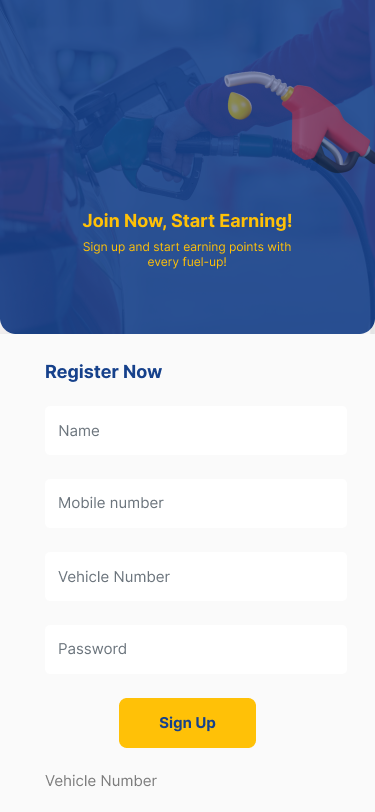 Join Now, Start Earning!
Sign up and start earning points with
every fuel-up!
Register Now
Name
Mobile number
Vehicle Number
Password
Sign Up
Vehicle Number